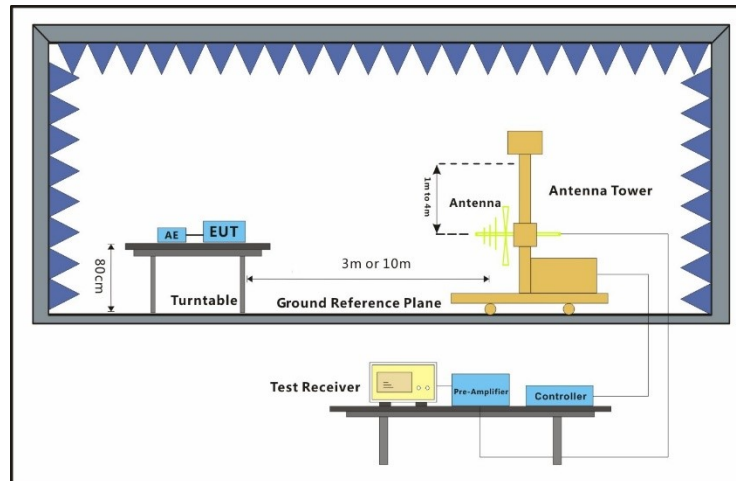 1m to 4m
Antenna
Antenna Tower
AE
EUT
80cm
3m or 10m
Turntable
Ground Reference Plane
Test Receiver
Pre-Amplifier
Controller